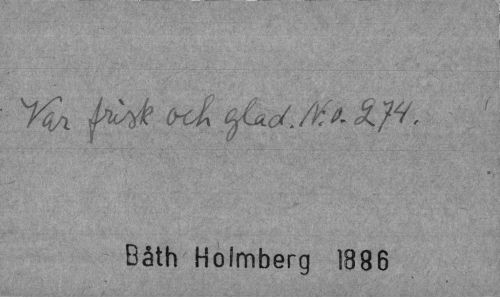 Var frisk och glad. N.o. 274.
Båth Holmberg 1886